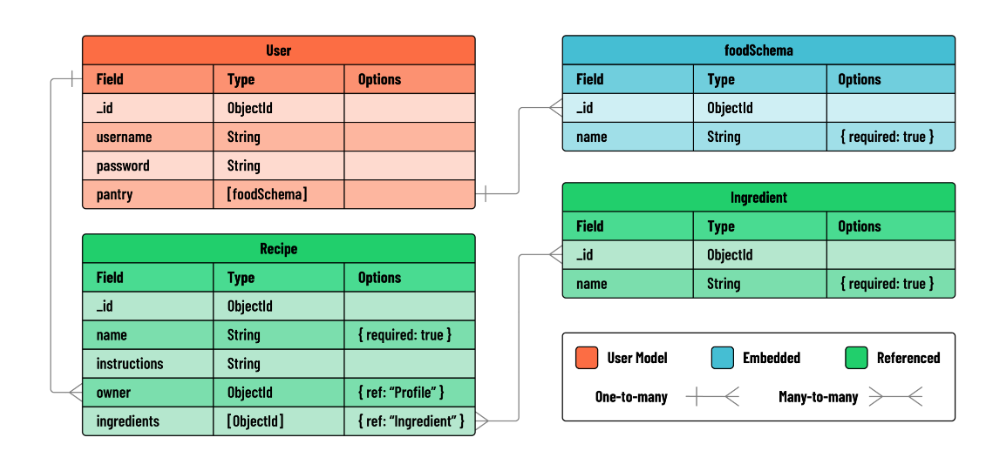 User
Field Type Options
_id ObjectId
username String
password String
pantry [foodSchema]
foodSchema
Field Type Options
_id ObjectId
name String { required: true }
Recipe
Field Type Options
_id ObjectId
name String { required: true }
instructions String
owner ObjectId { ref: “Profile” }
ingredients [ObjectId] { ref: “Ingredient” }
Ingredient
Field Type Options
_id ObjectId
name String { required: true }
User Model Embedded Referenced
One-to-many Many-to-many